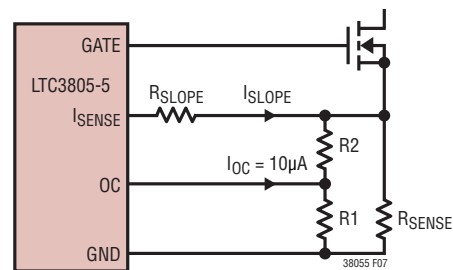 GATE
LTC3805-5
RSLOPE
ISLOPE
ISENSE
R2
IOC = 10µA
OC
R1
RSENSE
GND
38055 F07